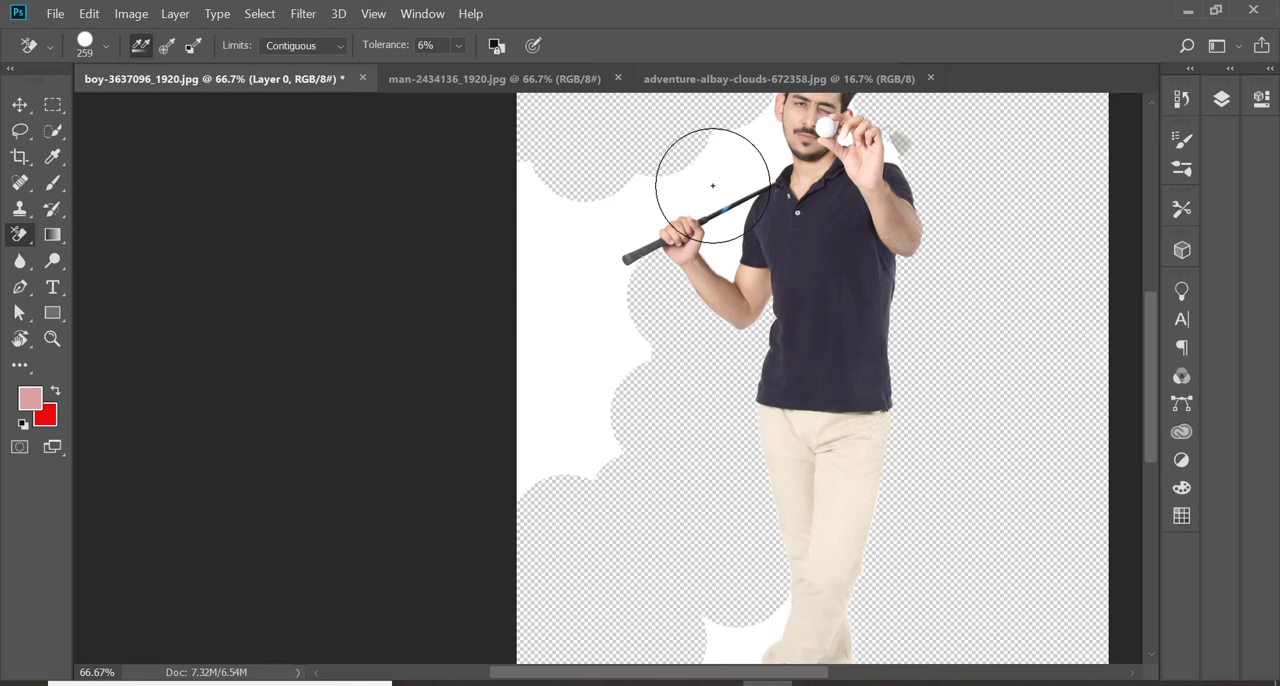 Ps File Edit Image Layer Type Select Filter 3D View Window Help
259 Limits: Contiguous Tolerance: 6%
boy-3637096_1920.jpg @ 66.7% (Layer 0, RGB/8#) * man-2434136_1920.jpg @ 66.7% (RGB/8#) adventure-albay-clouds-672358.jpg @ 16.7% (RGB/8)
66.67% Doc: 7.32M/6.54M